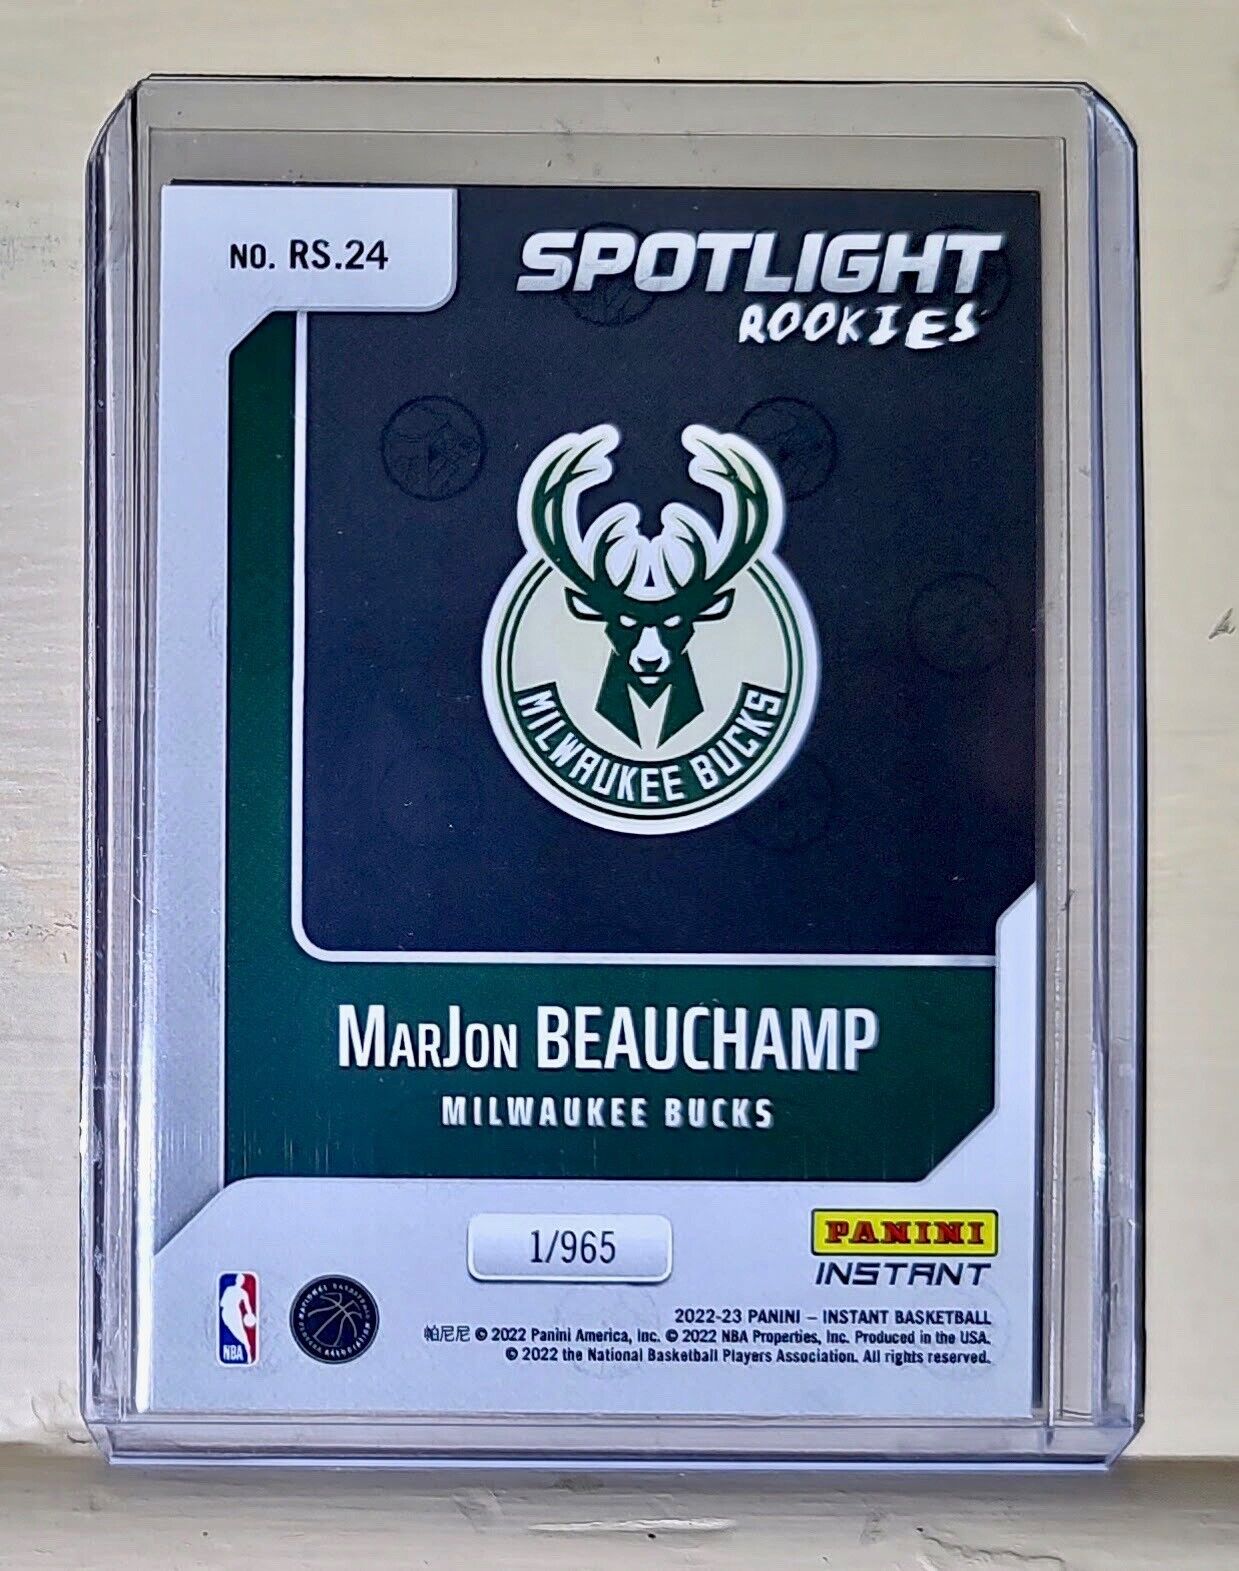 NO. RS.24
SPOTLIGHT
ROOKIES
MILWAUKEE BUCKS
MARJON BEAUCHAMP
MILWAUKEE BUCKS
1/965
PANINI
INSTANT
NBA
2022-23 PANINI – INSTANT BASKETBALL
帕尼尼 © 2022 Panini America, Inc. © 2022 NBA Properties, Inc. Produced in the USA.
© 2022 the National Basketball Players Association. All rights reserved.